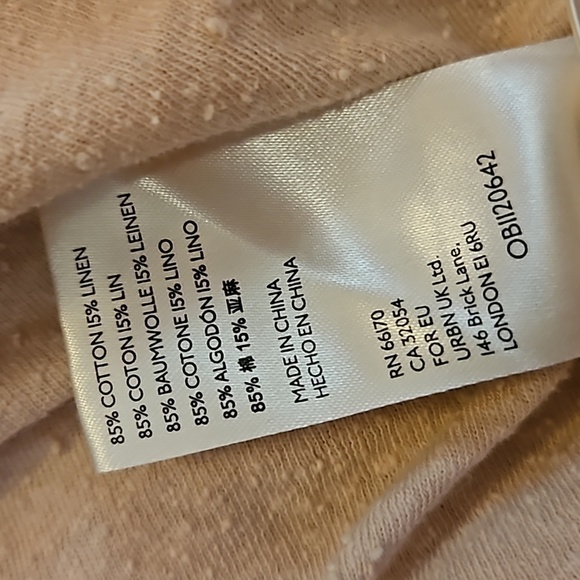 85% COTTON 15% LINEN
85% COTON 15% LIN
85% BAUMWOLLE 15% LEINEN
85% COTONE 15% LINO
85% ALGODÓN 15% LINO
85% 棉 15% 亚麻
MADE IN CHINA
HECHO EN CHINA
RN 66170
CA 32054
FOR EU
URBN UK Ltd.
146 Brick Lane,
LONDON E1 6RU
OB1120642